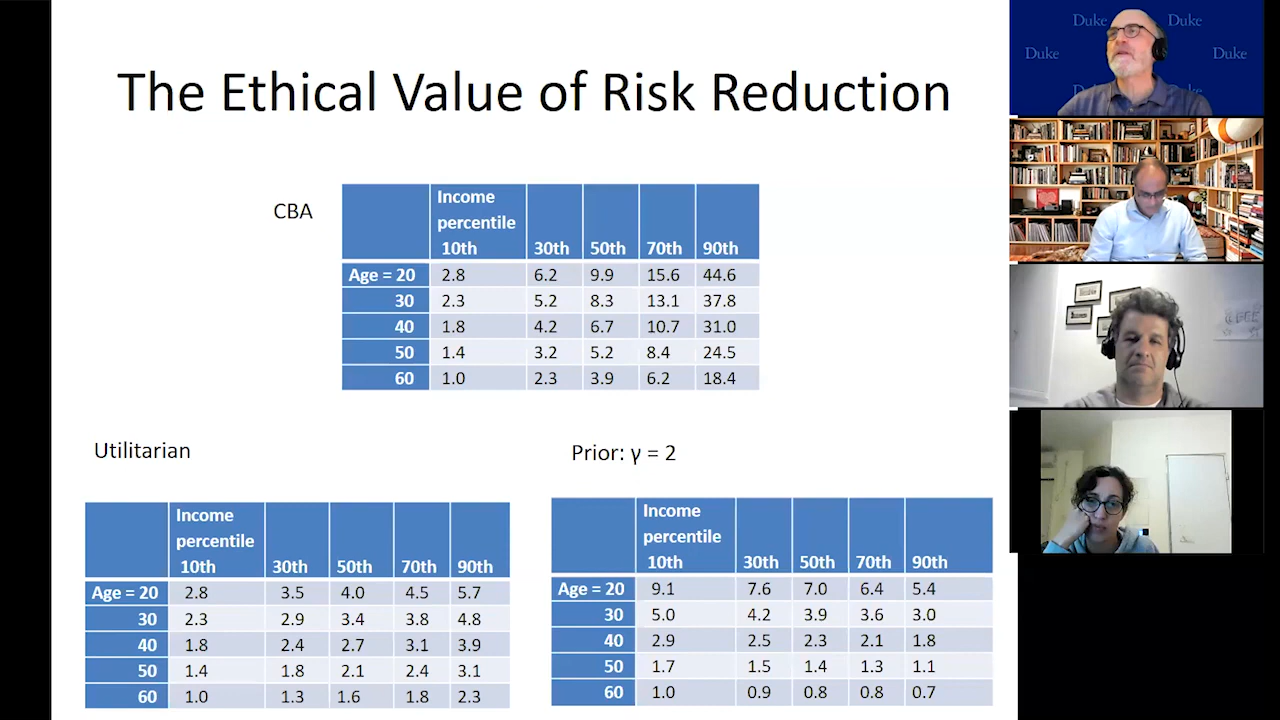 The Ethical Value of Risk Reduction
CBA
Income
percentile
10th 30th 50th 70th 90th
Age = 20 2.8 6.2 9.9 15.6 44.6
30 2.3 5.2 8.3 13.1 37.8
40 1.8 4.2 6.7 10.7 31.0
50 1.4 3.2 5.2 8.4 24.5
60 1.0 2.3 3.9 6.2 18.4
Utilitarian
Income
percentile
10th 30th 50th 70th 90th
Age = 20 2.8 3.5 4.0 4.5 5.7
30 2.3 2.9 3.4 3.8 4.8
40 1.8 2.4 2.7 3.1 3.9
50 1.4 1.8 2.1 2.4 3.1
60 1.0 1.3 1.6 1.8 2.3
Prior: γ = 2
Income
percentile
10th 30th 50th 70th 90th
Age = 20 9.1 7.6 7.0 6.4 5.4
30 5.0 4.2 3.9 3.6 3.0
40 2.9 2.5 2.3 2.1 1.8
50 1.7 1.5 1.4 1.3 1.1
60 1.0 0.9 0.8 0.8 0.7
Duke Duke
Duke Duke